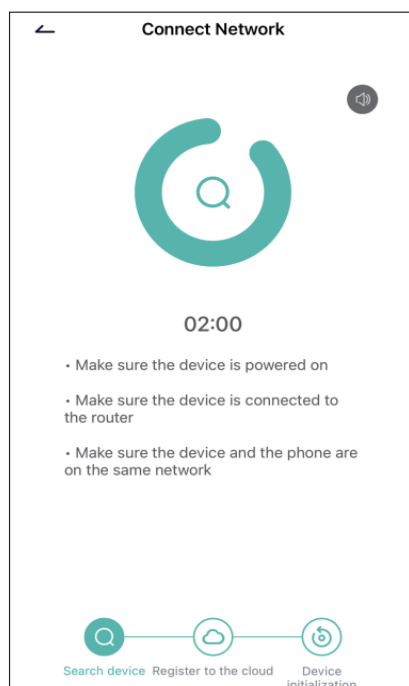 Connect Network
02:00
• Make sure the device is powered on
• Make sure the device is connected to
the router
• Make sure the device and the phone are
on the same network
Search device Register to the cloud Device
initialization